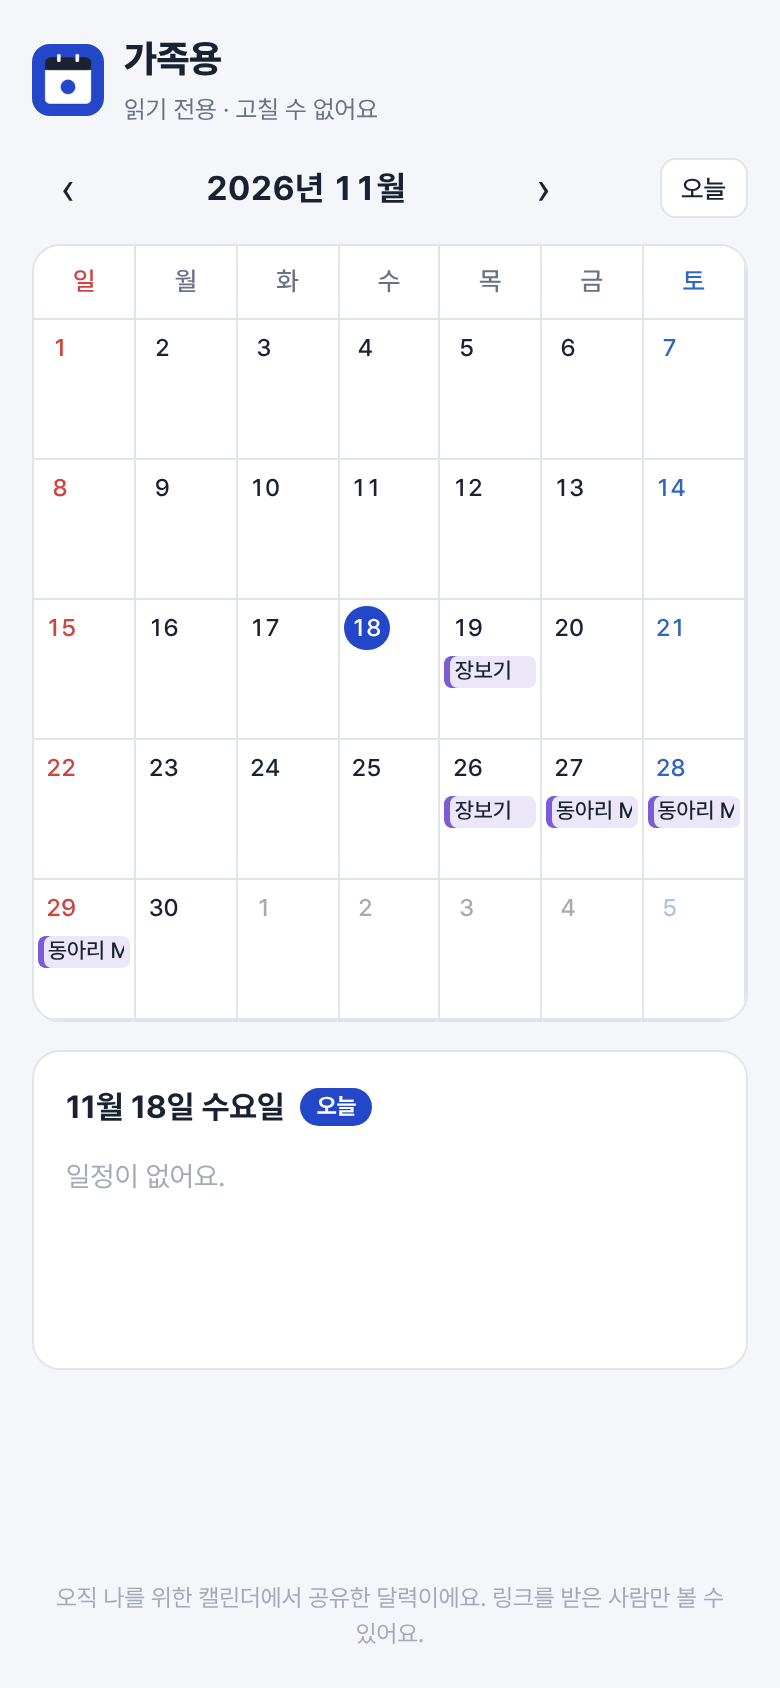 가족용
읽기 전용 · 고칠 수 없어요
‹ 2026년 11월 › 오늘
일 월 화 수 목 금 토
1 2 3 4 5 6 7
8 9 10 11 12 13 14
15 16 17 18 19 20 21
장보기
22 23 24 25 26 27 28
장보기 동아리 M 동아리 M
29 30 1 2 3 4 5
동아리 M
11월 18일 수요일 오늘
일정이 없어요.
오직 나를 위한 캘린더에서 공유한 달력이에요. 링크를 받은 사람만 볼 수
있어요.